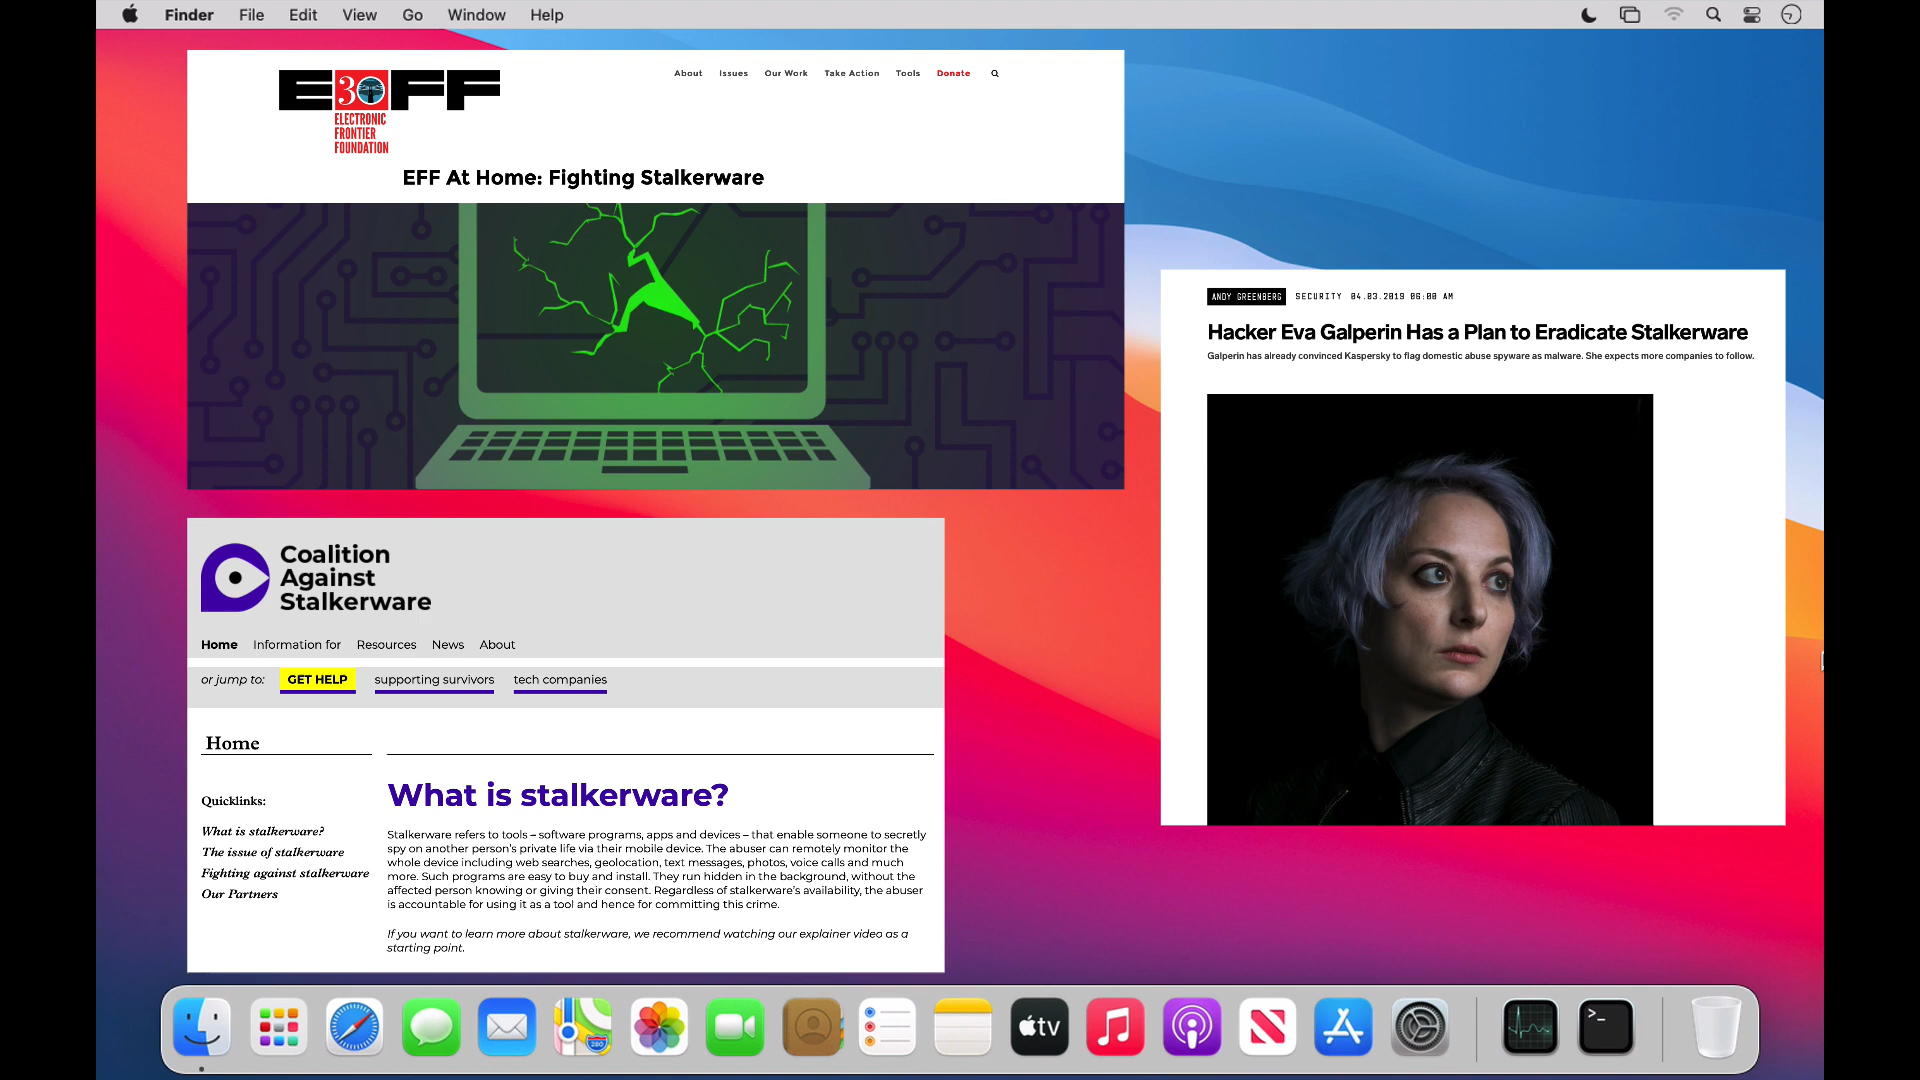 Finder File Edit View Go Window Help
About Issues Our Work Take Action Tools Donate
E30FF
ELECTRONIC
FRONTIER
FOUNDATION
EFF At Home: Fighting Stalkerware
ANDY GREENBERG SECURITY 04.03.2019 06:00 AM
Hacker Eva Galperin Has a Plan to Eradicate Stalkerware
Galperin has already convinced Kaspersky to flag domestic abuse spyware as malware. She expects more companies to follow.
Coalition
Against
Stalkerware
Home Information for Resources News About
or jump to: GET HELP supporting survivors tech companies
Home
Quicklinks:
What is stalkerware?
The issue of stalkerware
Fighting against stalkerware
Our Partners
What is stalkerware?
Stalkerware refers to tools – software programs, apps and devices – that enable someone to secretly
spy on another person's private life via their mobile device. The abuser can remotely monitor the
whole device including web searches, geolocation, text messages, photos, voice calls and much
more. Such programs are easy to buy and install. They run hidden in the background, without the
affected person knowing or giving their consent. Regardless of stalkerware's availability, the abuser
is accountable for using it as a tool and hence for committing this crime.
If you want to learn more about stalkerware, we recommend watching our explainer video as a
starting point.
280
tv
>_